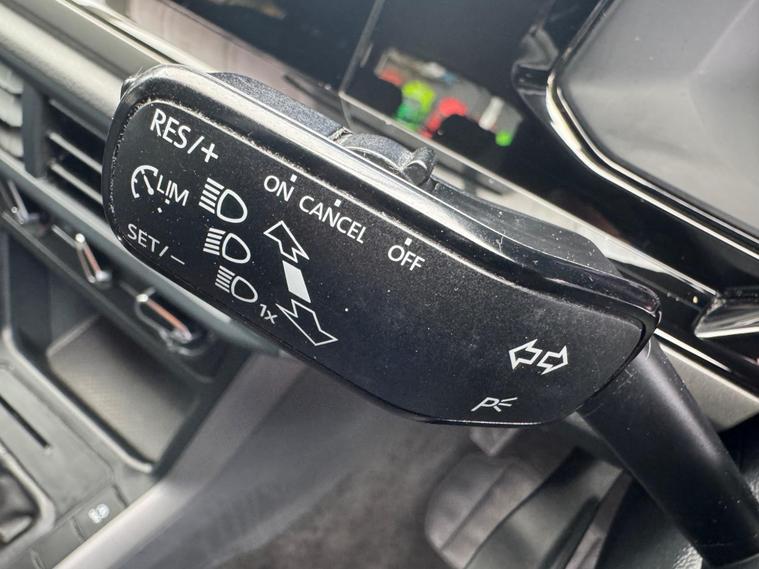 RES/+
LIM
SET/−
ON CANCEL OFF
1x
P